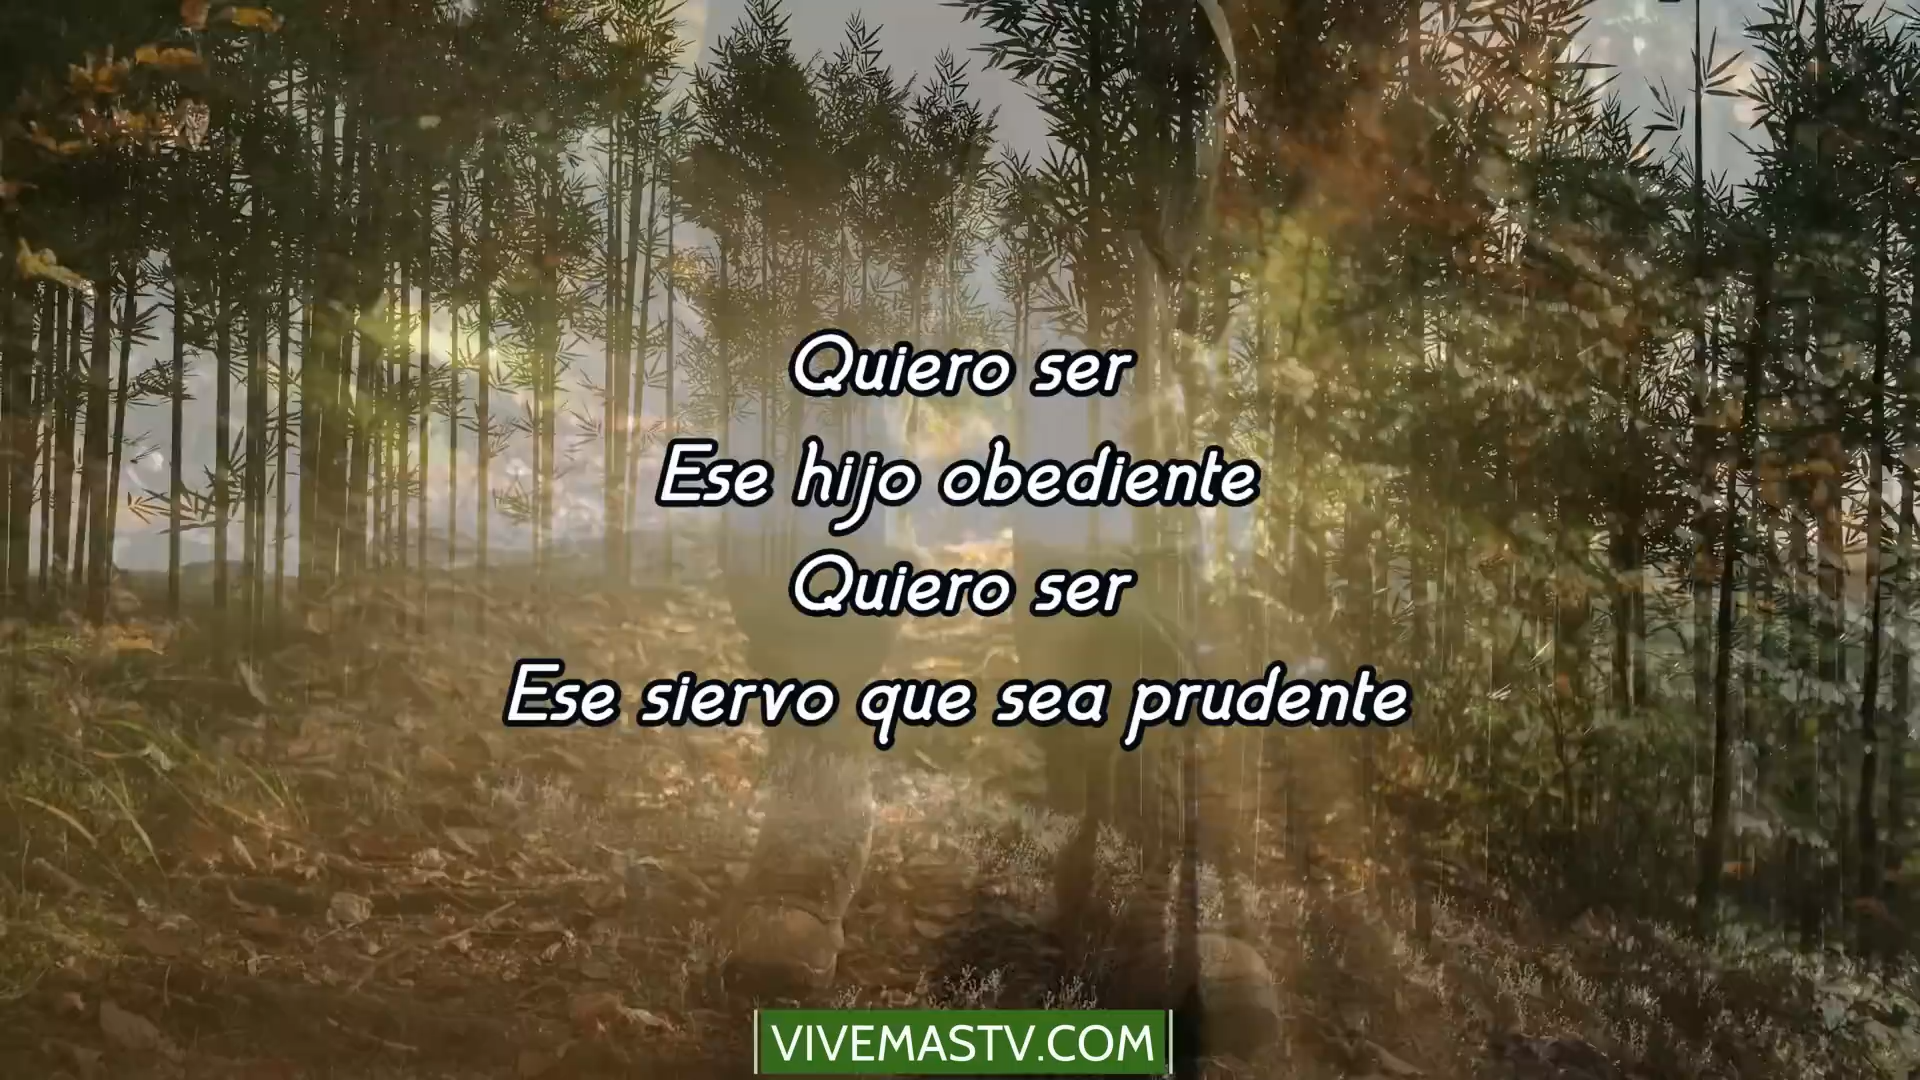 Quiero ser
Ese hijo obediente
Quiero ser
Ese siervo que sea prudente
VIVEMASTV.COM